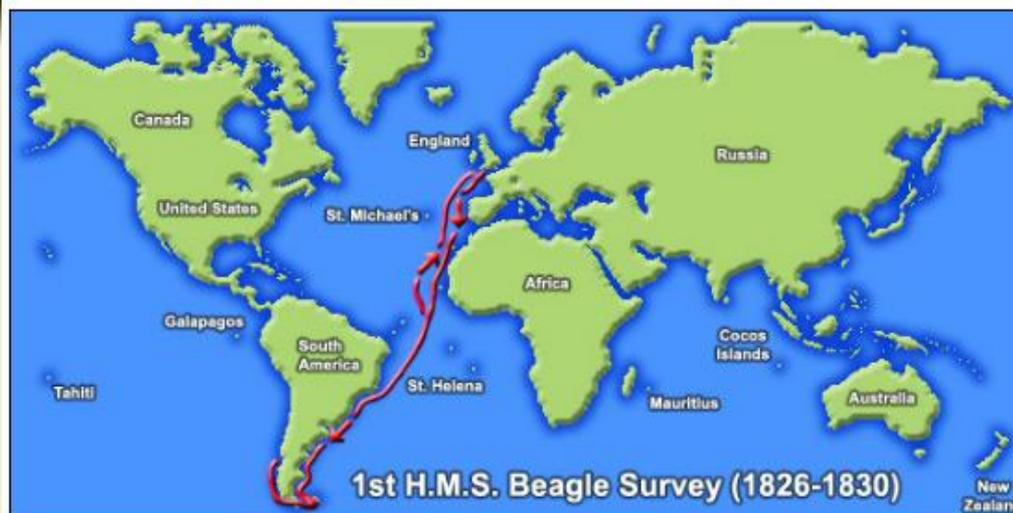 Canada
England
Russia
United States
St. Michael's
Africa
Galapagos
South
America
Cocos
Islands
St. Helena
Tahiti
Mauritius
Australia
1st H.M.S. Beagle Survey (1826-1830)
New
Zealand